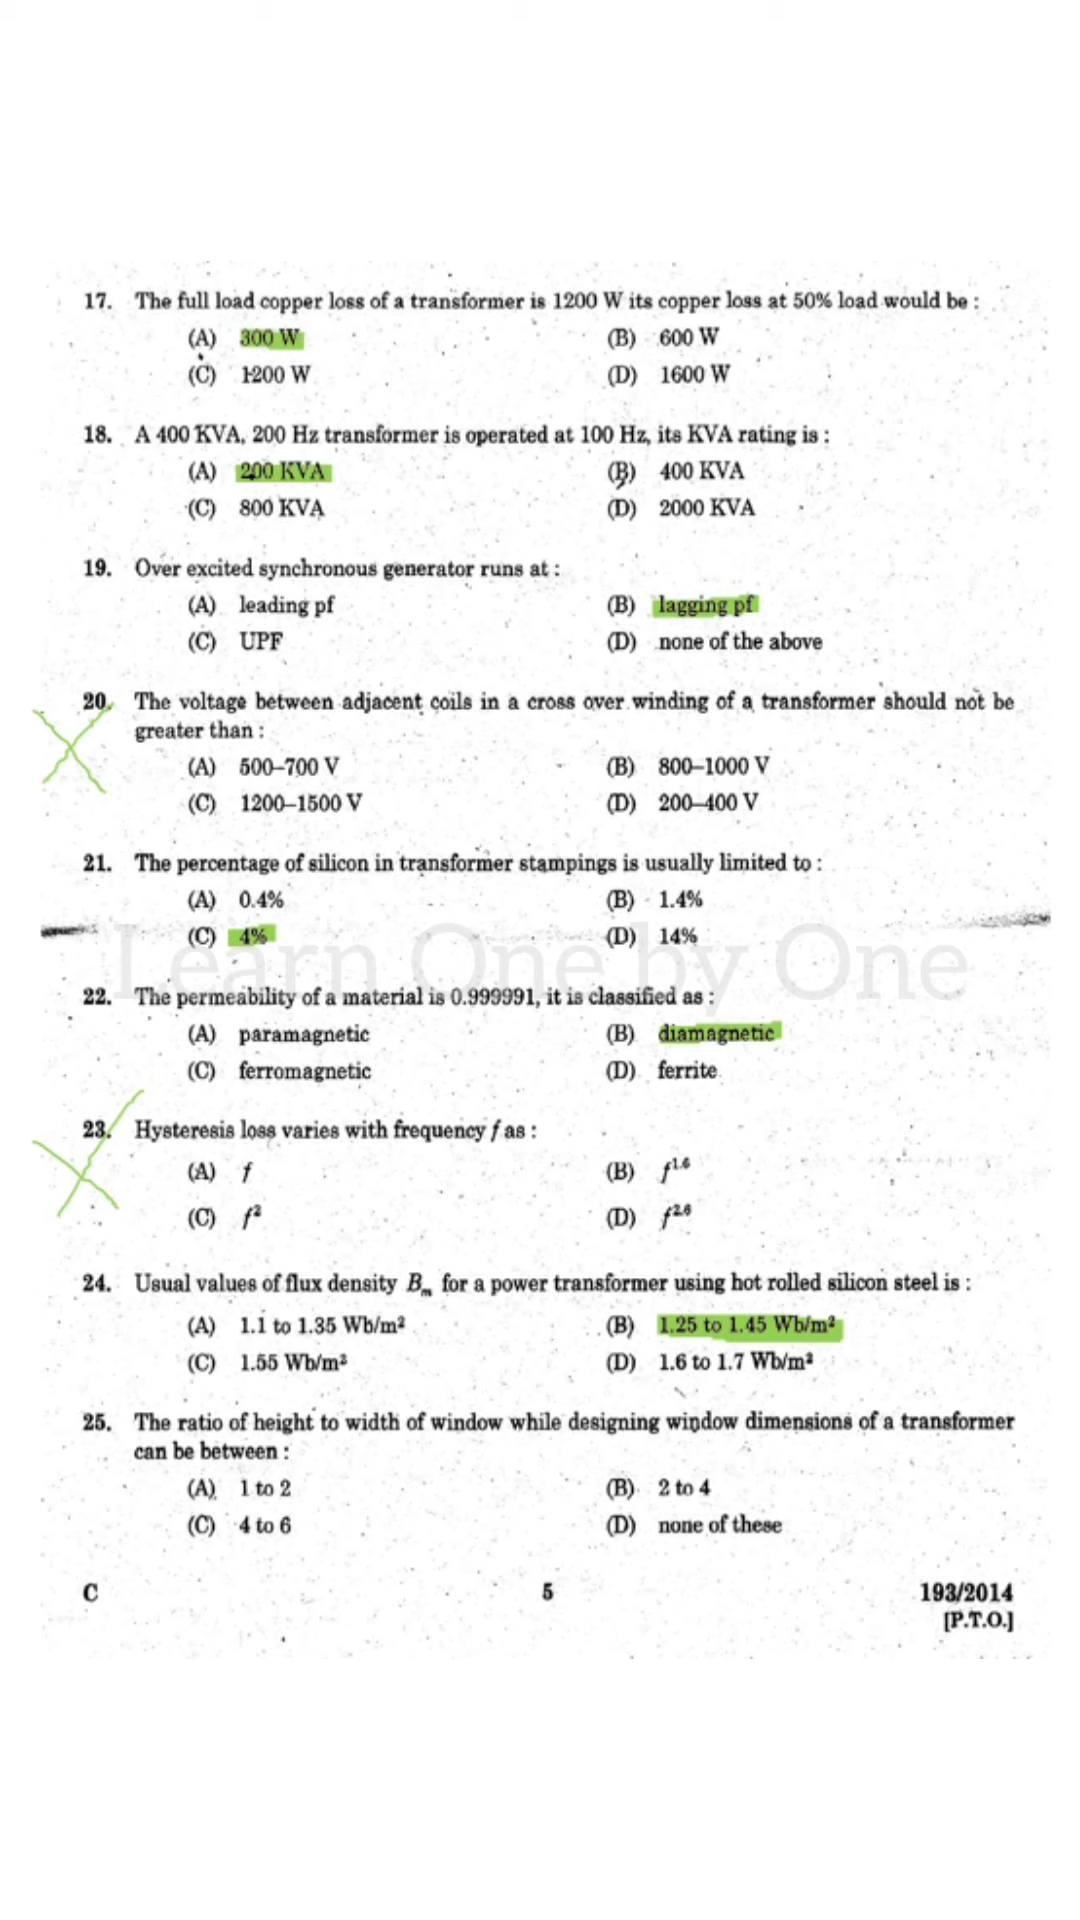 17. The full load copper loss of a transformer is 1200 W its copper loss at 50% load would be :
(A) 300 W (B) 600 W
(C) 1200 W (D) 1600 W
18. A 400 KVA, 200 Hz transformer is operated at 100 Hz, its KVA rating is :
(A) 200 KVA (B) 400 KVA
(C) 800 KVA (D) 2000 KVA
19. Over excited synchronous generator runs at :
(A) leading pf (B) lagging pf
(C) UPF (D) none of the above
20. The voltage between adjacent coils in a cross over winding of a transformer should not be
greater than :
(A) 500–700 V (B) 800–1000 V
(C) 1200–1500 V (D) 200–400 V
21. The percentage of silicon in transformer stampings is usually limited to :
(A) 0.4% (B) 1.4%
(C) 4% (D) 14%
Learn One by One
22. The permeability of a material is 0.999991, it is classified as :
(A) paramagnetic (B) diamagnetic
(C) ferromagnetic (D) ferrite
23. Hysteresis loss varies with frequency f as :
(A) f (B) f¹·⁶
(C) f² (D) f²·⁶
24. Usual values of flux density Bₘ for a power transformer using hot rolled silicon steel is :
(A) 1.1 to 1.35 Wb/m² (B) 1.25 to 1.45 Wb/m²
(C) 1.55 Wb/m² (D) 1.6 to 1.7 Wb/m²
25. The ratio of height to width of window while designing window dimensions of a transformer
can be between :
(A) 1 to 2 (B) 2 to 4
(C) 4 to 6 (D) none of these
C 5 193/2014
[P.T.O.]